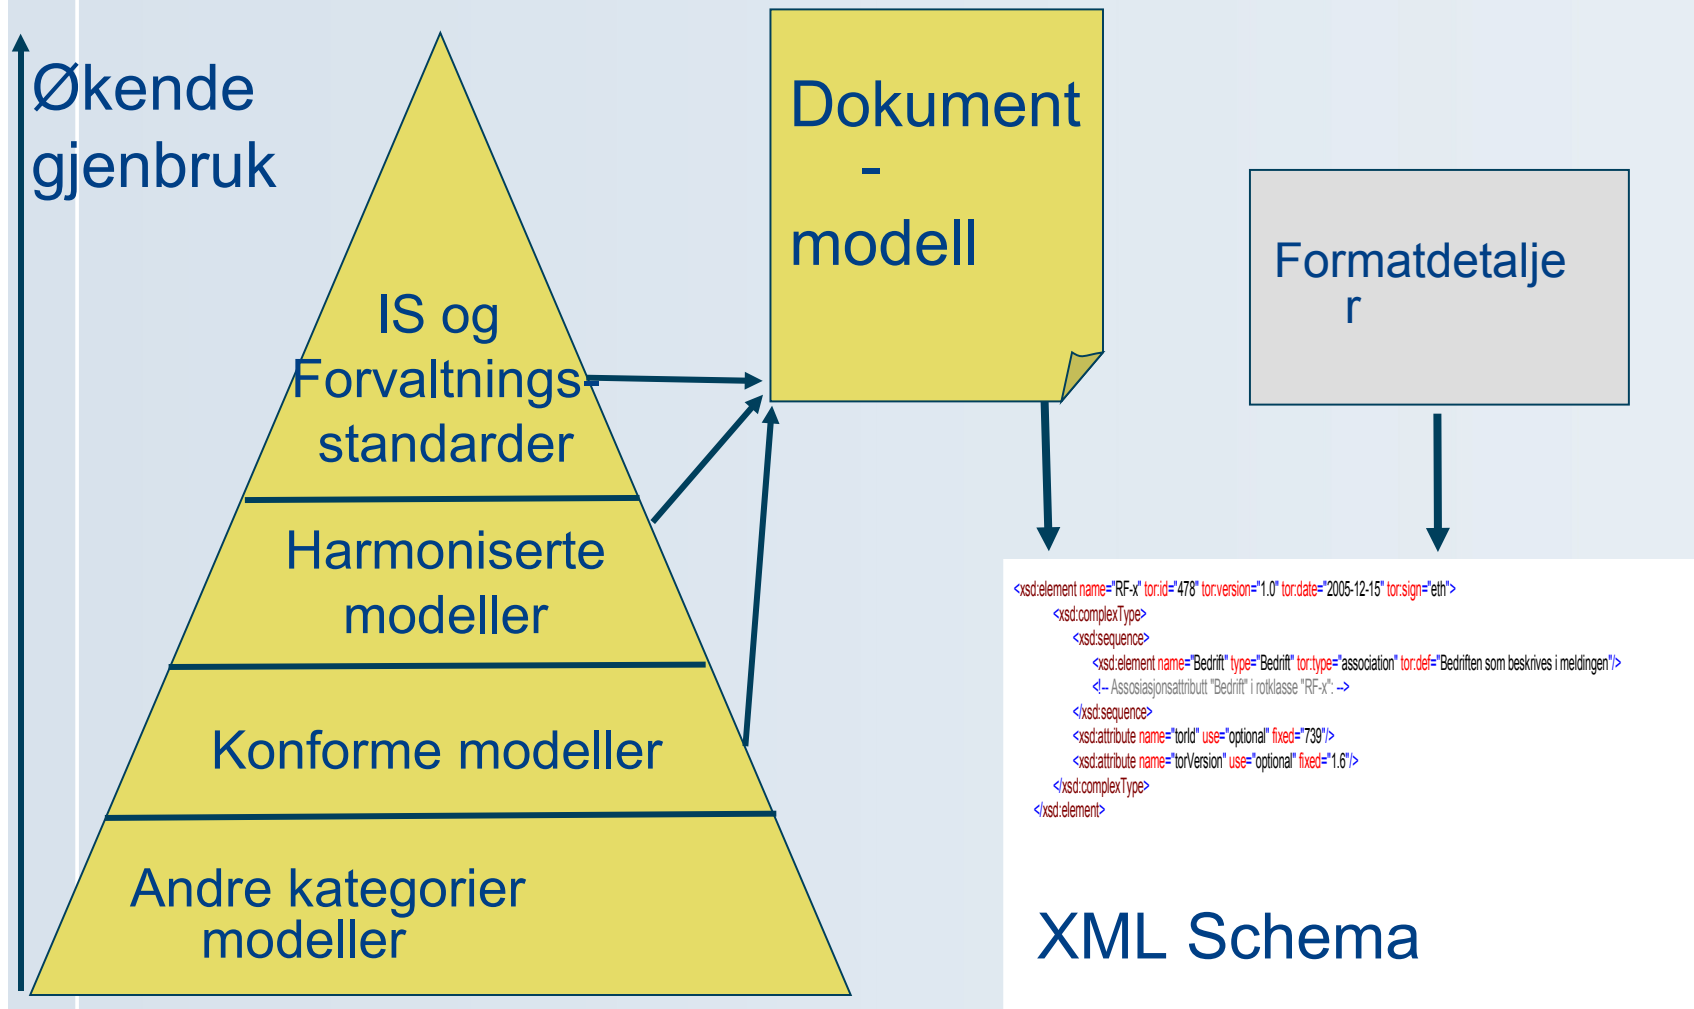 Økende
gjenbruk
IS og
Forvaltnings-
standarder
Harmoniserte
modeller
Konforme modeller
Andre kategorier
modeller
Dokument
-
modell
Formatdetalje
r
<xsd:element name="RF-x" tor:id="478" tor:version="1.0" tor:date="2005-12-15" tor:sign="eth">
<xsd:complexType>
<xsd:sequence>
<xsd:element name="Bedrift" type="Bedrift" tor:type="association" tor:def="Bedriften som beskrives i meldingen"/>
<!-- Assosiasjonsattributt "Bedrift" i rotklasse "RF-x": -->
</xsd:sequence>
<xsd:attribute name="torId" use="optional" fixed="739"/>
<xsd:attribute name="torVersion" use="optional" fixed="1.6"/>
</xsd:complexType>
</xsd:element>
XML Schema